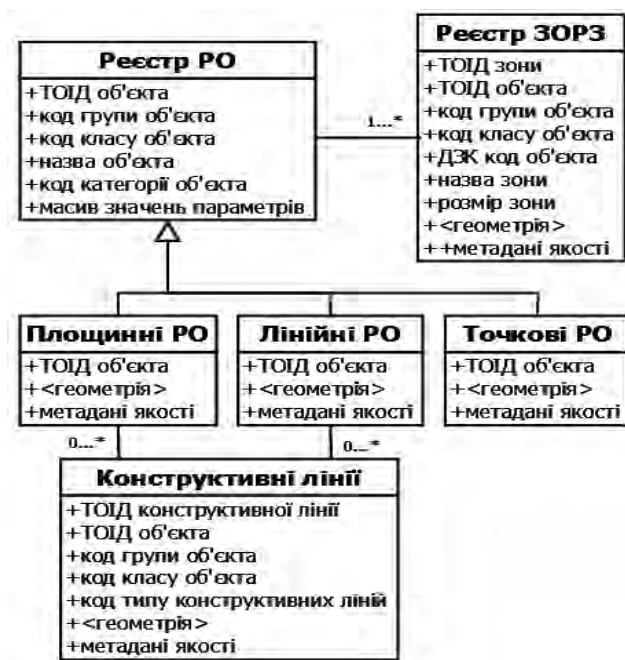 Реєстр РО
+ТОІД об'єкта
+код групи об'єкта
+код класу об'єкта
+назва об'єкта
+код категорії об'єкта
+масив значень параметрів
1...*
Реєстр ЗОРЗ
+ТОІД зони
+ТОІД об'єкта
+код групи об'єкта
+код класу об'єкта
+ДЗК код об'єкта
+назва зони
+розмір зони
+<геометрія>
++метадані якості
Площинні РО
+ТОІД об'єкта
+<геометрія>
+метадані якості
Лінійні РО
+ТОІД об'єкта
+<геометрія>
+метадані якості
Точкові РО
+ТОІД об'єкта
+<геометрія>
+метадані якості
0...*
0...*
Конструктивні лінії
+ТОІД конструктивної лінії
+ТОІД об'єкта
+код групи об'єкта
+код класу об'єкта
+код типу конструктивних ліній
+<геометрія>
+метадані якості